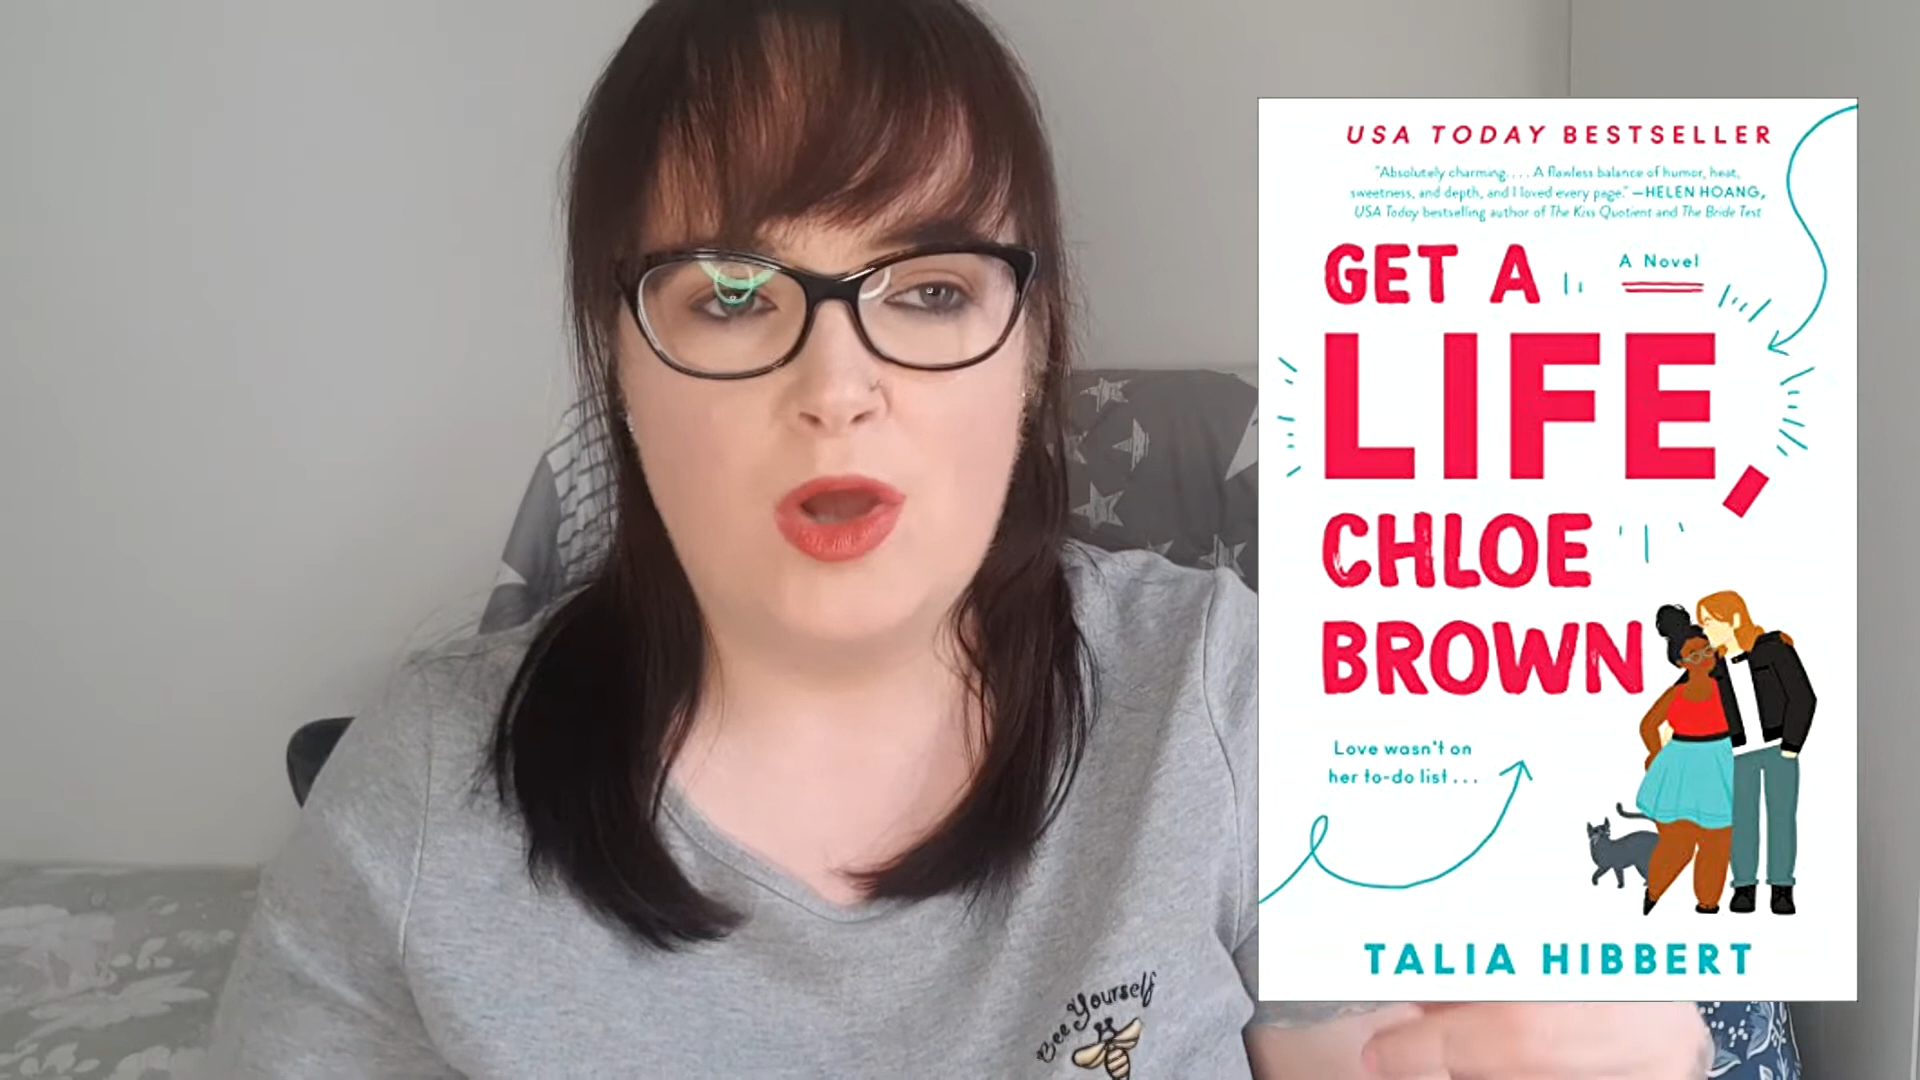 USA TODAY BESTSELLER
"Absolutely charming.... A flawless balance of humor, heat,
sweetness, and depth, and I loved every page." —HELEN HOANG,
USA Today bestselling author of The Kiss Quotient and The Bride Test
GET A
A Novel
LIFE,
CHLOE
BROWN
Love wasn't on
her to-do list...
TALIA HIBBERT
Bee Yourself